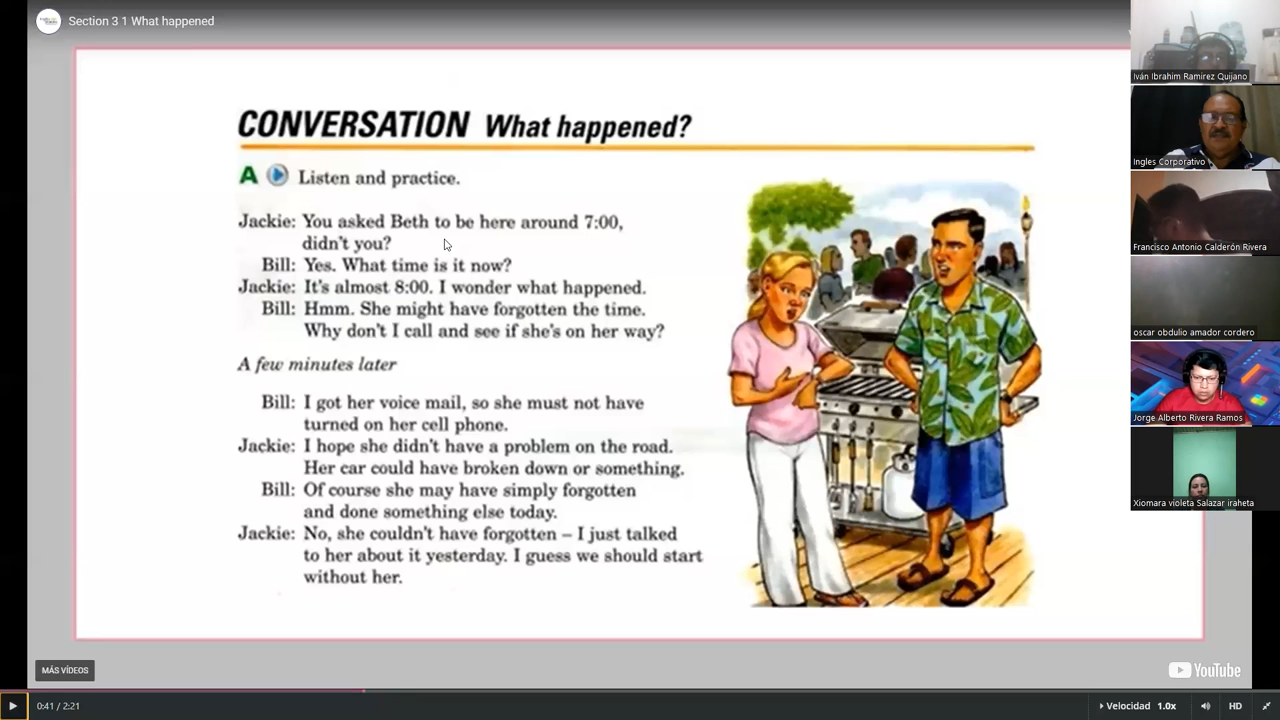 Section 3 1 What happened
CONVERSATION What happened?
A Listen and practice.
Jackie: You asked Beth to be here around 7:00,
didn't you?
Bill: Yes. What time is it now?
Jackie: It's almost 8:00. I wonder what happened.
Bill: Hmm. She might have forgotten the time.
Why don't I call and see if she's on her way?
A few minutes later
Bill: I got her voice mail, so she must not have
turned on her cell phone.
Jackie: I hope she didn't have a problem on the road.
Her car could have broken down or something.
Bill: Of course she may have simply forgotten
and done something else today.
Jackie: No, she couldn't have forgotten – I just talked
to her about it yesterday. I guess we should start
without her.
Iván Ibrahim Ramirez Quijano
Ingles Corporativo
Francisco Antonio Calderón Rivera
oscar obdulio amador cordero
Jorge Alberto Rivera Ramos
Xiomara violeta Salazar iraheta
MÁS VÍDEOS
YouTube
0:41 / 2:21
Velocidad 1.0x
HD